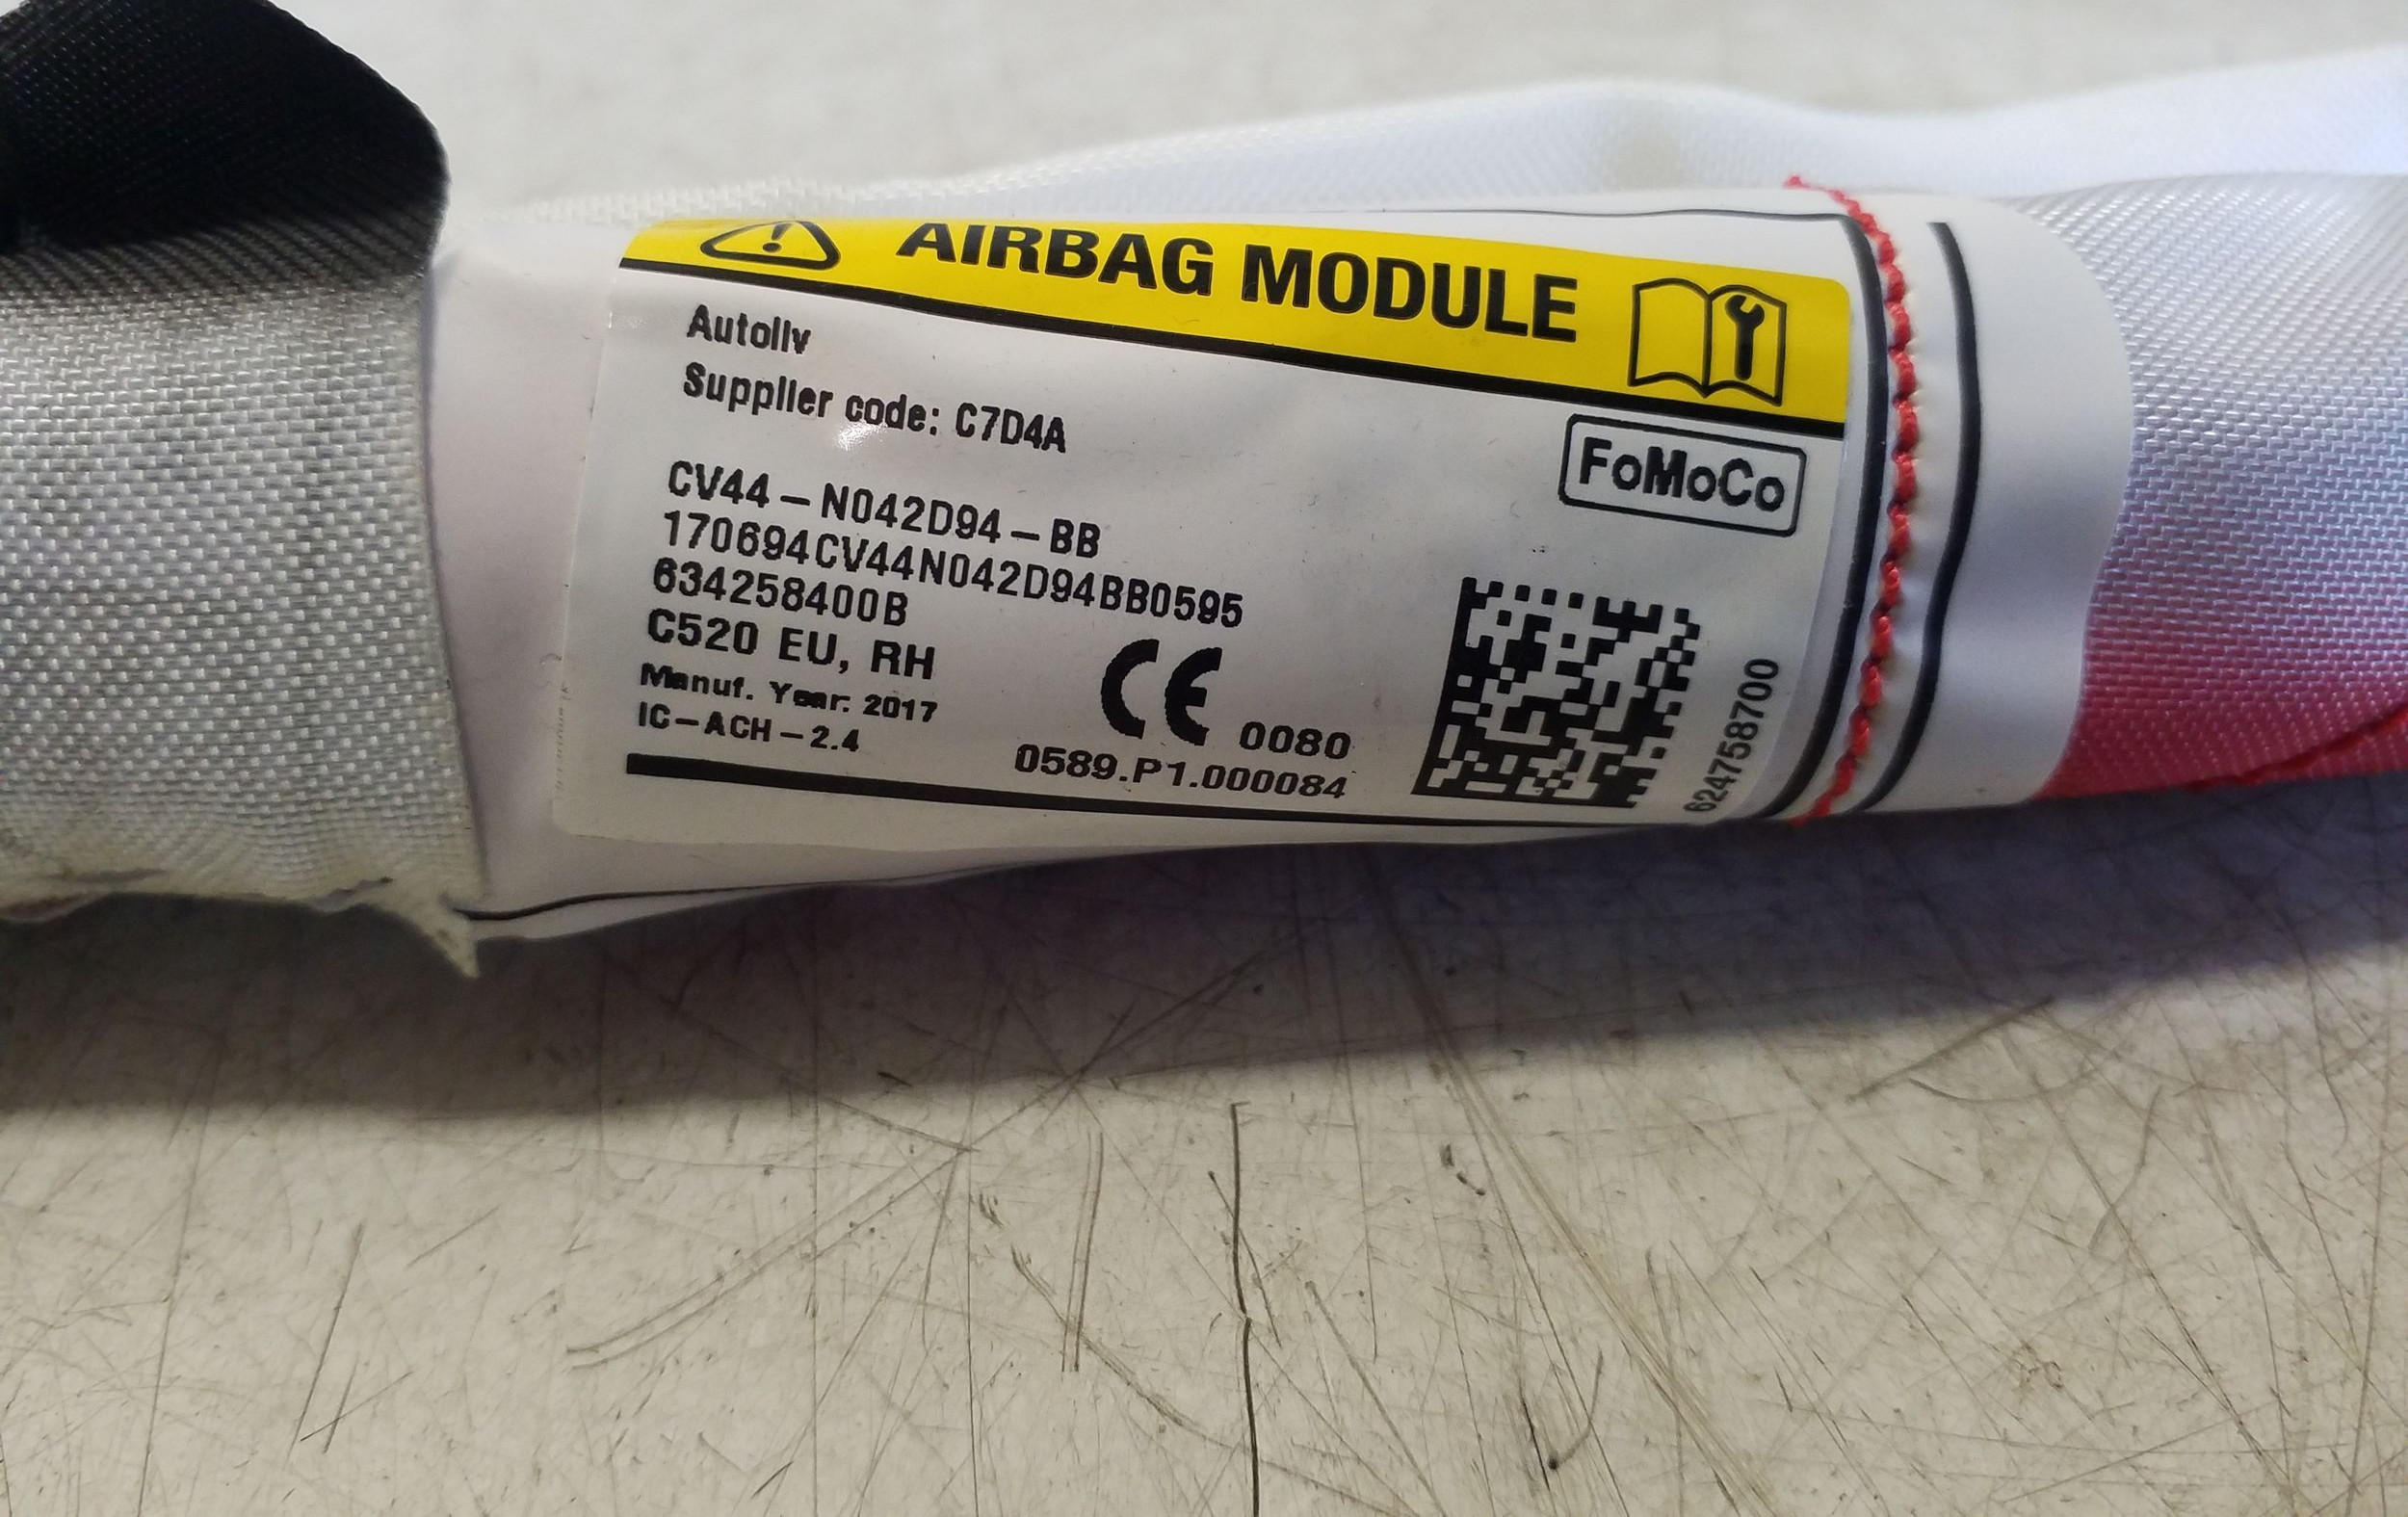 AIRBAG MODULE
Autoliv
Supplier code: C7D4A
FoMoCo
CV44-N042D94-BB
170694CV44N042D94BB0595
634258400B
C520 EU, RH
Manuf. Year: 2017
IC-ACH-2.4
CE 0080
0589.P1.000084
624758700